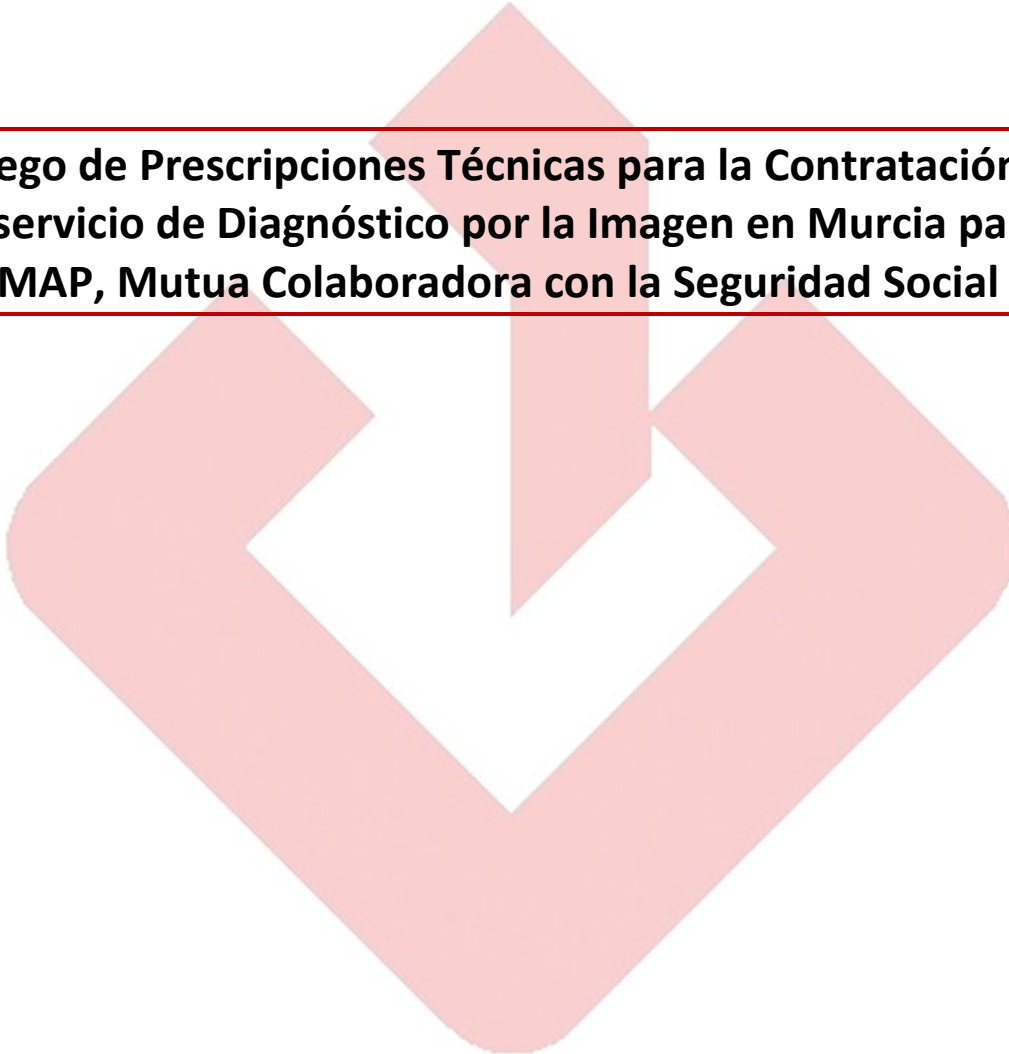 ego de Prescripciones Técnicas para la Contratación
servicio de Diagnóstico por la Imagen en Murcia pa
MAP, Mutua Colaboradora con la Seguridad Social